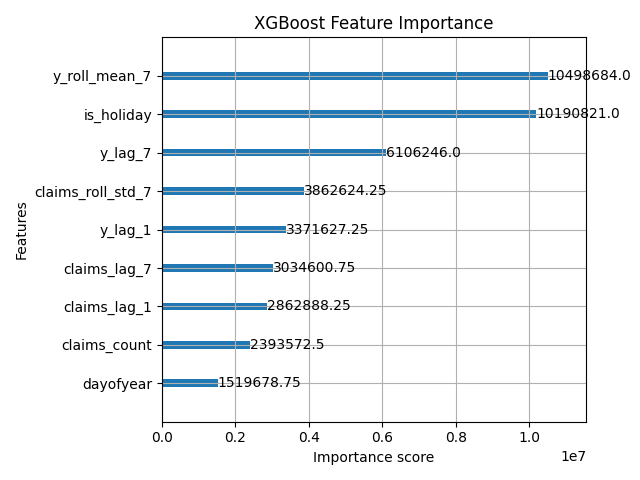 XGBoost Feature Importance
y_roll_mean_7 10498684.0
is_holiday 10190821.0
y_lag_7 6106246.0
claims_roll_std_7 3862624.25
y_lag_1 3371627.25
claims_lag_7 3034600.75
claims_lag_1 2862888.25
claims_count 2393572.5
dayofyear 1519678.75
Features
0.0 0.2 0.4 0.6 0.8 1.0
1e7
Importance score